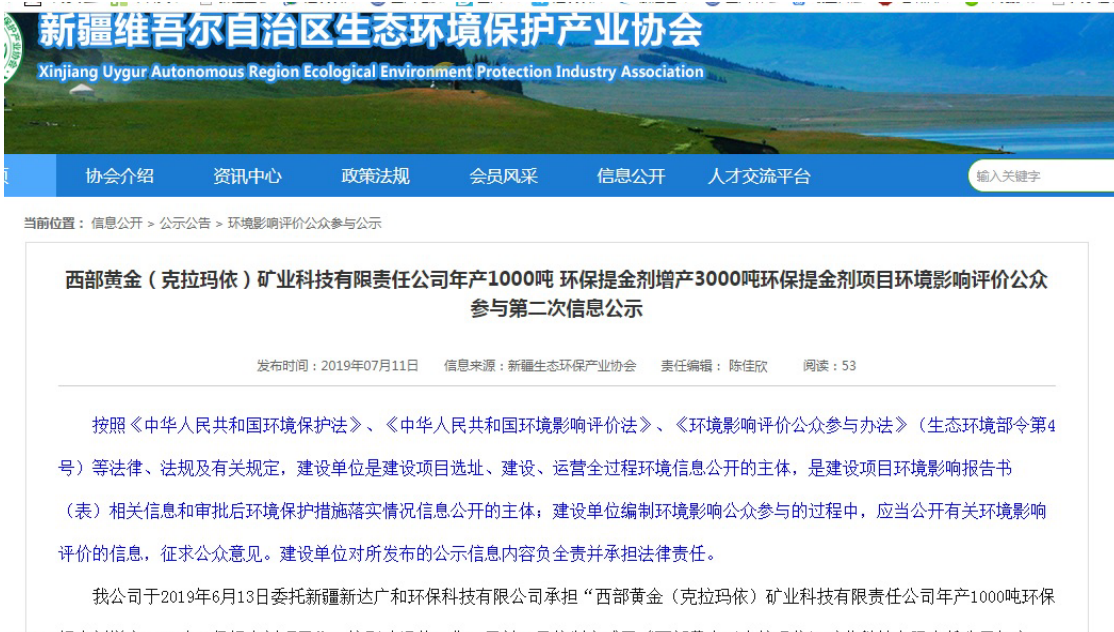 新疆维吾尔自治区生态环境保护产业协会
Xinjiang Uygur Autonomous Region Ecological Environment Protection Industry Association
协会介绍 资讯中心 政策法规 会员风采 信息公开 人才交流平台 输入关键字
当前位置： 信息公开 > 公示公告 > 环境影响评价公众参与公示
西部黄金（克拉玛依）矿业科技有限责任公司年产1000吨 环保提金剂增产3000吨环保提金剂项目环境影响评价公众
参与第二次信息公示
发布时间：2019年07月11日 信息来源：新疆生态环保产业协会 责任编辑： 陈佳欣 阅读：53
按照《中华人民共和国环境保护法》、《中华人民共和国环境影响评价法》、《环境影响评价公众参与办法》（生态环境部令第4
号）等法律、法规及有关规定，建设单位是建设项目选址、建设、运营全过程环境信息公开的主体，是建设项目环境影响报告书
（表）相关信息和审批后环境保护措施落实情况信息公开的主体；建设单位编制环境影响公众参与的过程中，应当公开有关环境影响
评价的信息，征求公众意见。建设单位对所发布的公示信息内容负全责并承担法律责任。
我公司于2019年6月13日委托新疆新达广和环保科技有限公司承担“西部黄金（克拉玛依）矿业科技有限责任公司年产1000吨环保